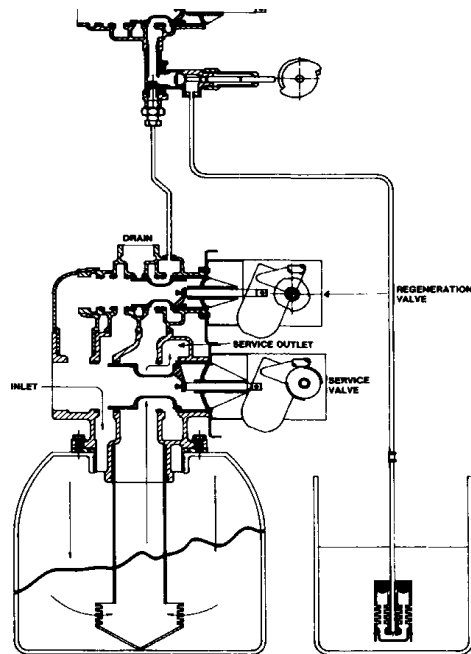 DRAIN
REGENERATION
VALVE
SERVICE OUTLET
INLET
SERVICE
VALVE